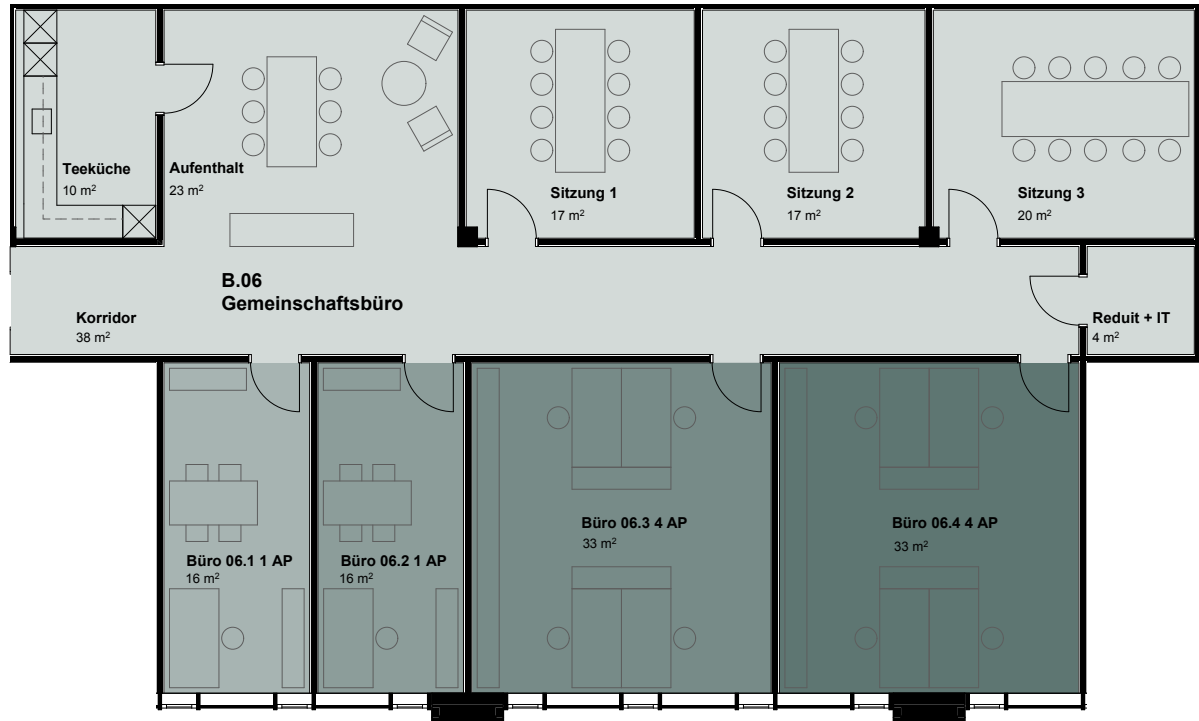 Teeküche
10 m²
Aufenthalt
23 m²
Sitzung 1
17 m²
Sitzung 2
17 m²
Sitzung 3
20 m²
B.06
Gemeinschaftsbüro
Korridor
38 m²
Reduit + IT
4 m²
Büro 06.1 1 AP
16 m²
Büro 06.2 1 AP
16 m²
Büro 06.3 4 AP
33 m²
Büro 06.4 4 AP
33 m²